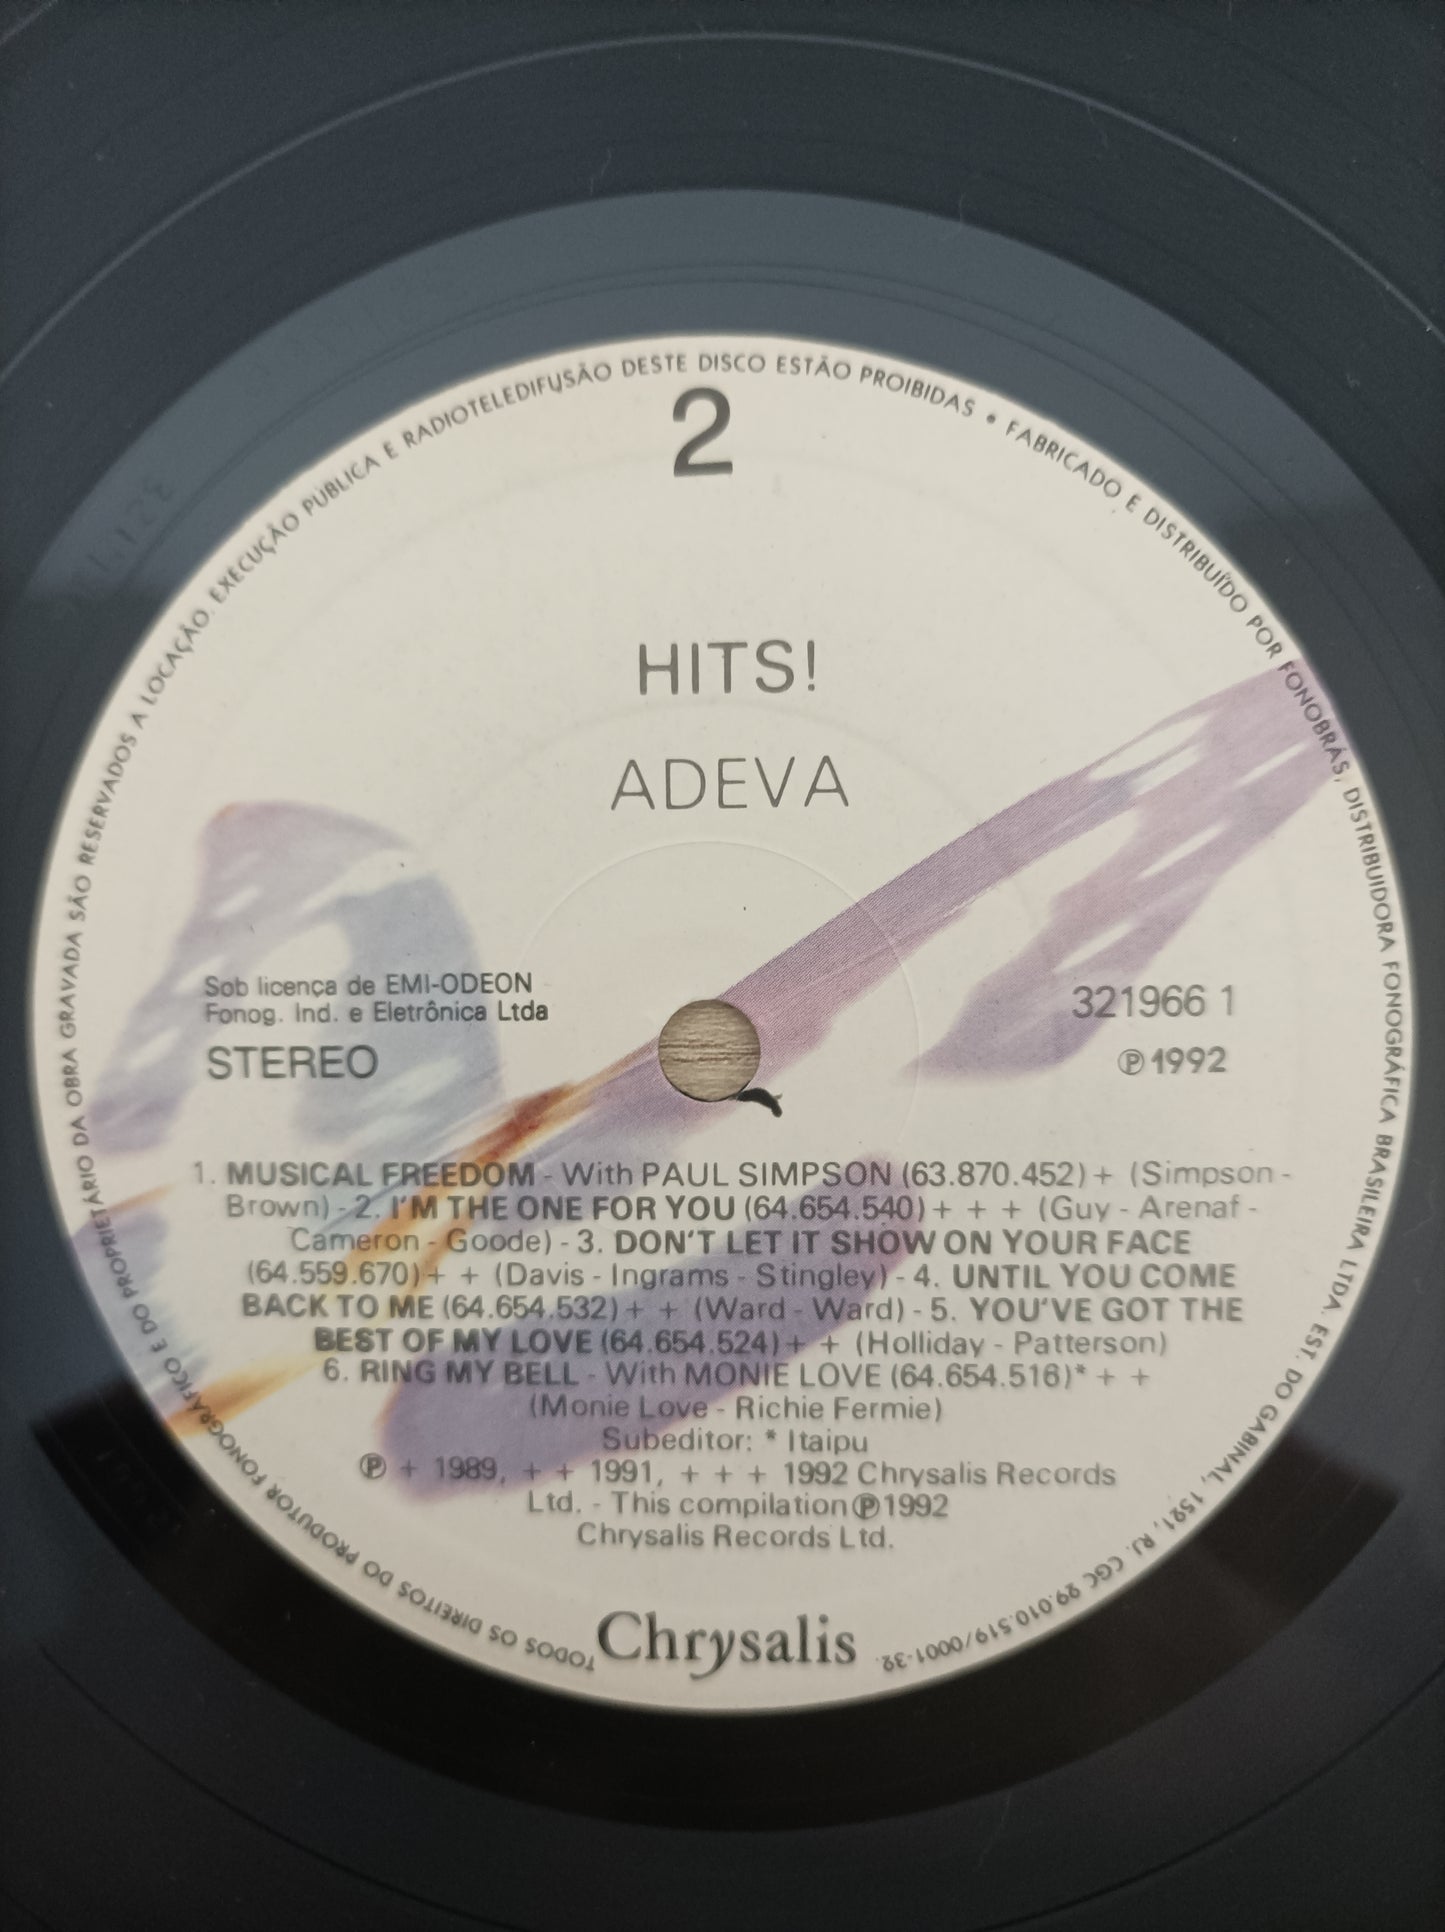 2
HITS!
ADEVA
Sob licença de EMI-ODEON
Fonog. Ind. e Eletrônica Ltda
STEREO
321966 1
℗ 1992
1. MUSICAL FREEDOM - With PAUL SIMPSON (63.870.452) + (Simpson -
Brown) - 2. I'M THE ONE FOR YOU (64.654.540) + + + (Guy - Arenaf -
Cameron - Goode) - 3. DON'T LET IT SHOW ON YOUR FACE
(64.559.670) + + (Davis - Ingrams - Stingley) - 4. UNTIL YOU COME
BACK TO ME (64.654.532) + + (Ward - Ward) - 5. YOU'VE GOT THE
BEST OF MY LOVE (64.654.524) + + (Holliday - Patterson)
6. RING MY BELL - With MONIE LOVE (64.654.516)* + +
(Monie Love - Richie Fermie)
Subeditor: * Itaipu
℗ + 1989, + + 1991, + + + 1992 Chrysalis Records
Ltd. - This compilation ℗ 1992
Chrysalis Records Ltd.
Chrysalis
TODOS OS DIREITOS DO PRODUTOR FONOGRÁFICO E DO PROPRIETÁRIO DA OBRA GRAVADA SÃO RESERVADOS A LOCAÇÃO. EXECUÇÃO PÚBLICA E RADIOTELEDIFUSÃO DESTE DISCO ESTÃO PROIBIDAS • FABRICADO E DISTRIBUÍDO POR FONOBRÁS, DISTRIBUIDORA FONOGRÁFICA BRASILEIRA LTDA. EST. DO GABINAL, 1521, RJ. CGC 29.010.519/0001-32.